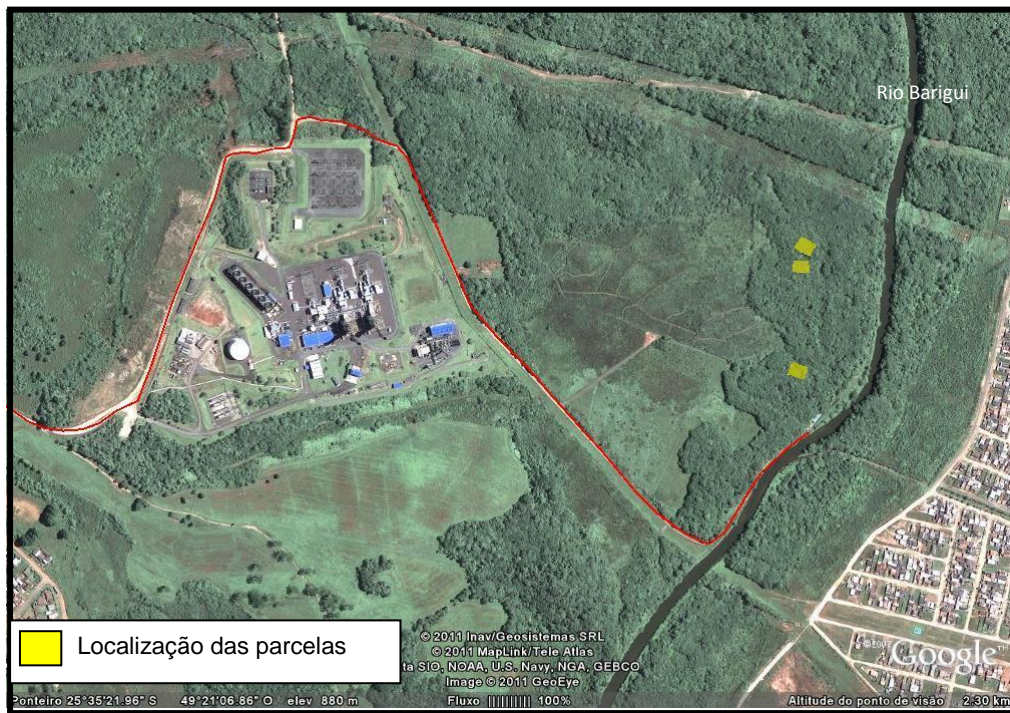 Rio Barigui
Localização das parcelas
© 2011 Inav/Geosistemas SRL
© 2011 MapLink/Tele Atlas
ta SIO, NOAA, U.S. Navy, NGA, GEBCO
Image © 2011 GeoEye
Google
Ponteiro 25°35'21.96" S 49°21'06.86" O elev 880 m
Fluxo |||||||||| 100%
Altitude do ponto de visão 2.30 km